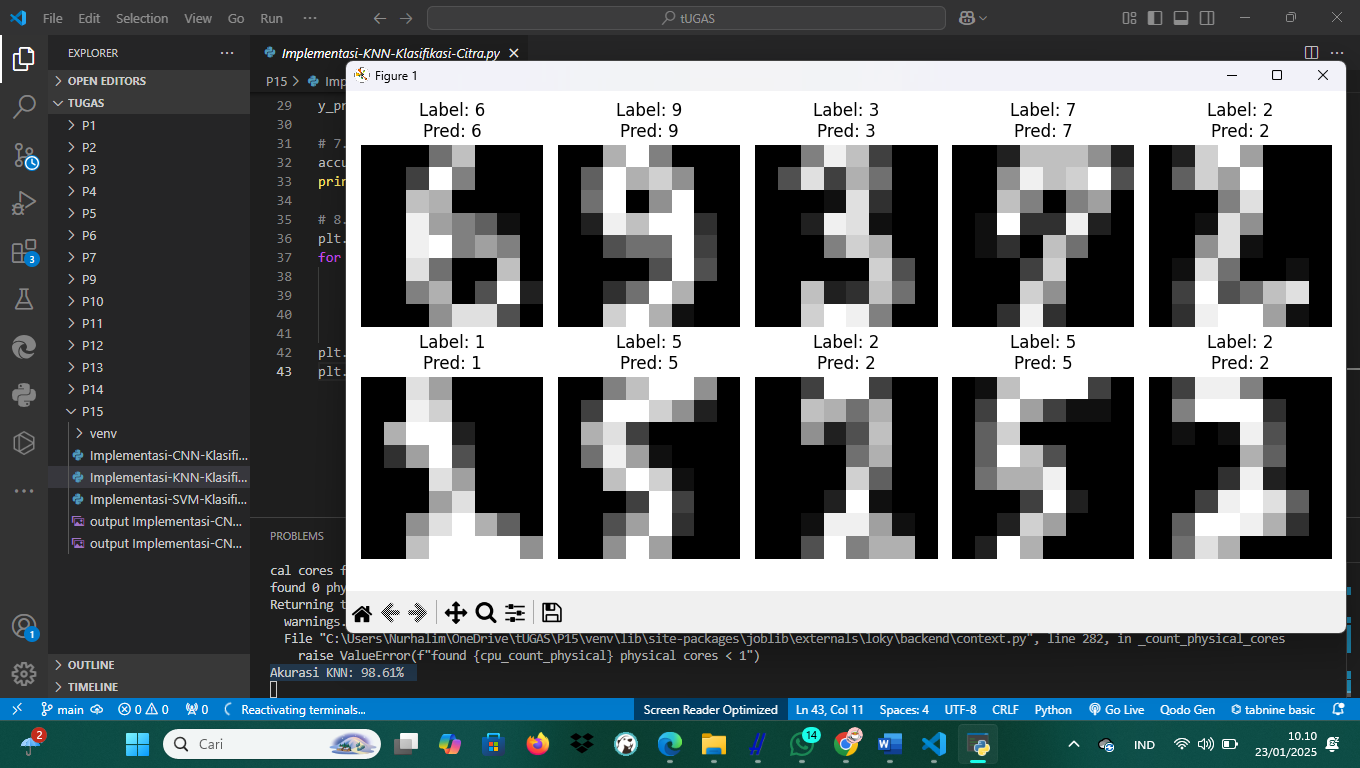 File Edit Selection View Go Run ··· tUGAS
EXPLORER ···
OPEN EDITORS
TUGAS
P1
P2
P3
P4
P5
P6
P7
P9
P10
P11
P12
P13
P14
P15
venv
Implementasi-CNN-Klasifi...
Implementasi-KNN-Klasifi...
Implementasi-SVM-Klasifi...
output Implementasi-CN...
output Implementasi-CN...
OUTLINE
TIMELINE
3
1
Implementasi-KNN-Klasifikasi-Citra.py
P15 > Imp
29 y_pr
30
31 # 7.
32 accu
33 prin
34
35 # 8.
36 plt.
37 for
38
39
40
41
42 plt.
43 plt.
Figure 1
Label: 6 Label: 9 Label: 3 Label: 7 Label: 2
Pred: 6 Pred: 9 Pred: 3 Pred: 7 Pred: 2
Label: 1 Label: 5 Label: 2 Label: 5 Label: 2
Pred: 1 Pred: 5 Pred: 2 Pred: 5 Pred: 2
PROBLEMS
cal cores f
found 0 phy
Returning t
warnings.
File "C:\Users\Nurhalim\OneDrive\tUGAS\P15\venv\lib\site-packages\joblib\externals\loky\backend\context.py", line 282, in _count_physical_cores
raise ValueError(f"found {cpu_count_physical} physical cores < 1")
Akurasi KNN: 98.61%
main 0 0 0 Reactivating terminals... Screen Reader Optimized Ln 43, Col 11 Spaces: 4 UTF-8 CRLF Python Go Live Qodo Gen tabnine basic
2 Cari 14 IND 10.10
23/01/2025